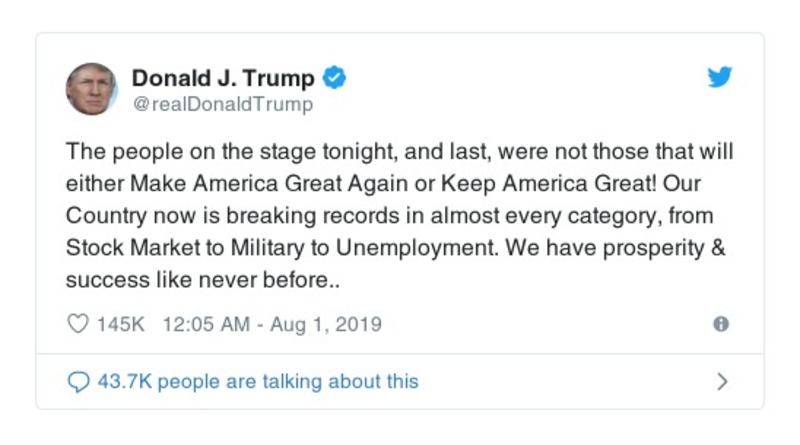 Donald J. Trump
@realDonaldTrump
The people on the stage tonight, and last, were not those that will
either Make America Great Again or Keep America Great! Our
Country now is breaking records in almost every category, from
Stock Market to Military to Unemployment. We have prosperity &
success like never before..
145K 12:05 AM - Aug 1, 2019
43.7K people are talking about this